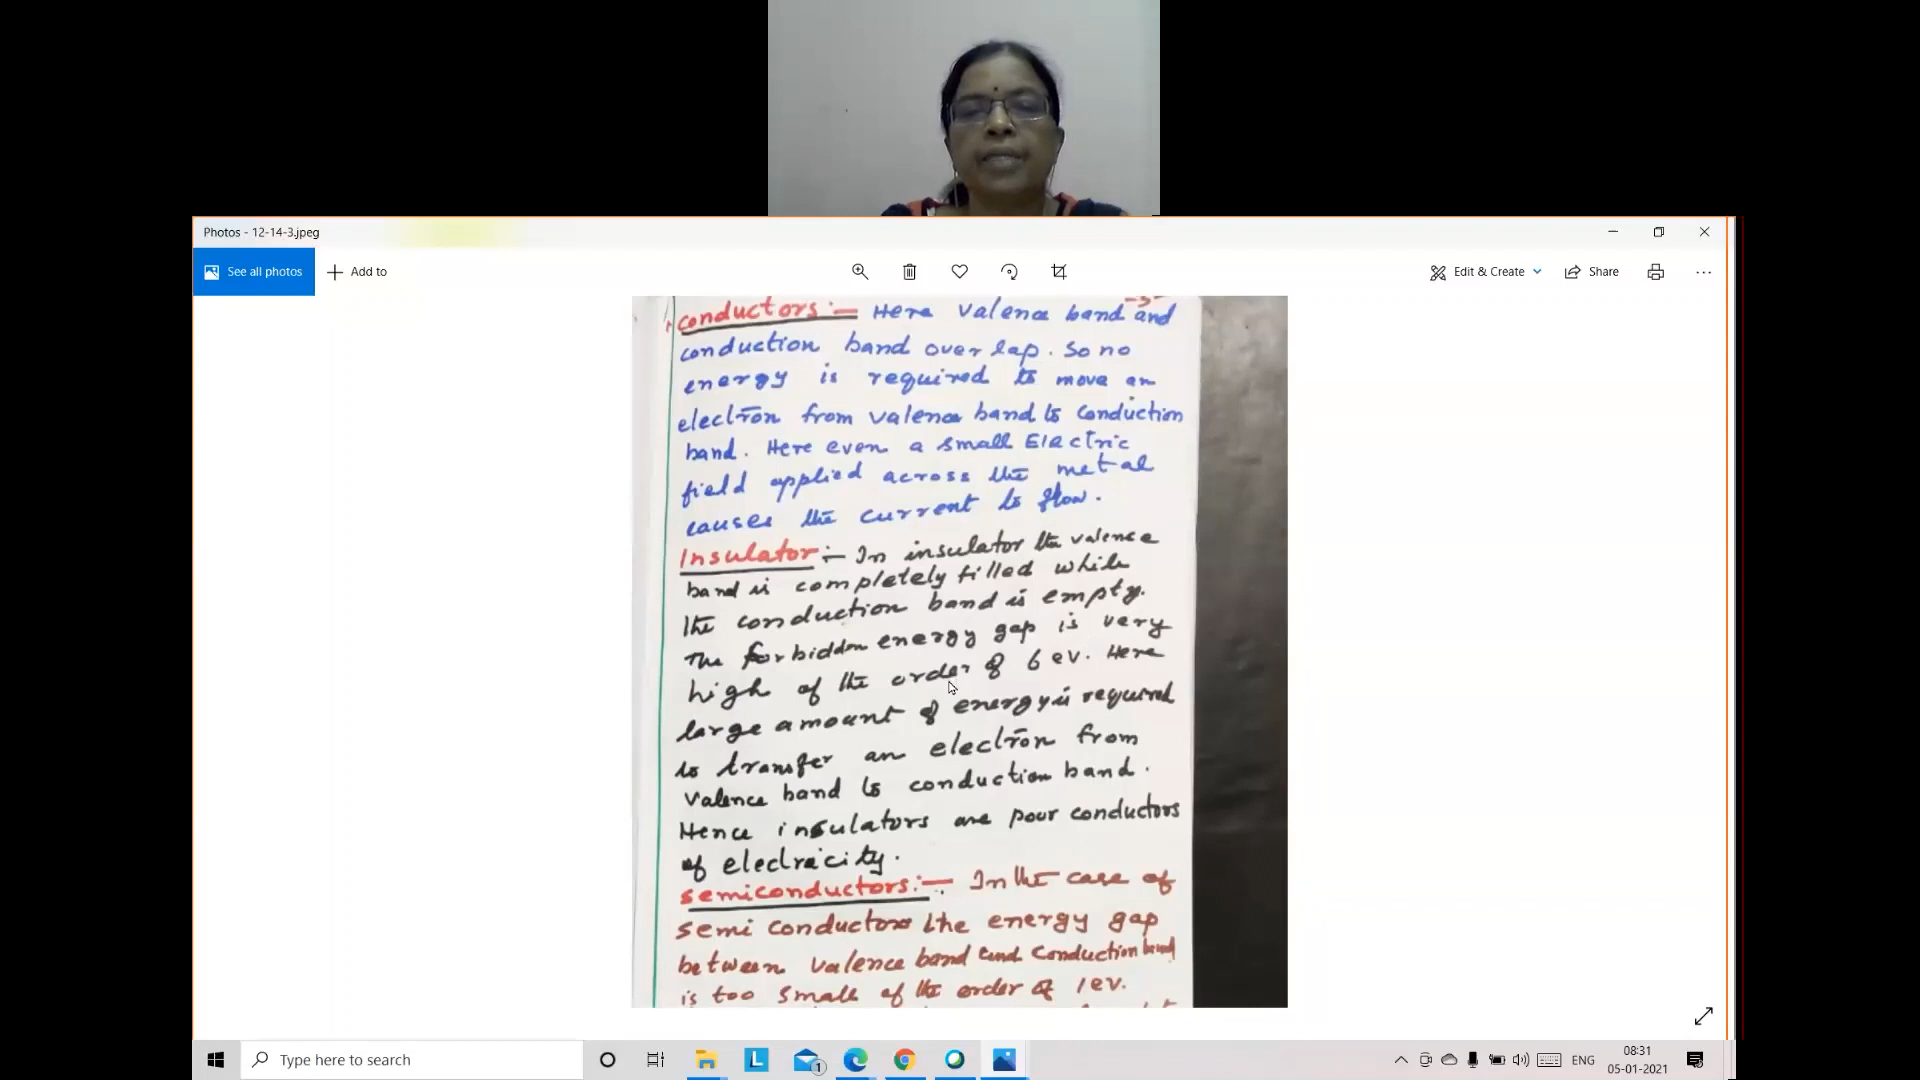 Photos - 12-14-3.jpeg
See all photos
Add to
Edit & Create
Share
-3-
Conductors :- Here Valence band and
conduction band overlap. So no
energy is required to move an
electron from valence band to conduction
band. Here even a small Electric
field applied across the metal
causes the current to flow.
Insulator :- In insulator the valence
band is completely filled while
the conduction band is empty.
The forbidden energy gap is very
high of the order of 6 ev. Here
large amount of energy is required
to transfer an electron from
Valence band to conduction band.
Hence insulators are pour conductors
of electricity.
Semiconductors :- In the case of
semi conductors the energy gap
between valence band and conduction band
is too small of the order of 1 ev.
Type here to search
L
1
ENG
08:31
05-01-2021